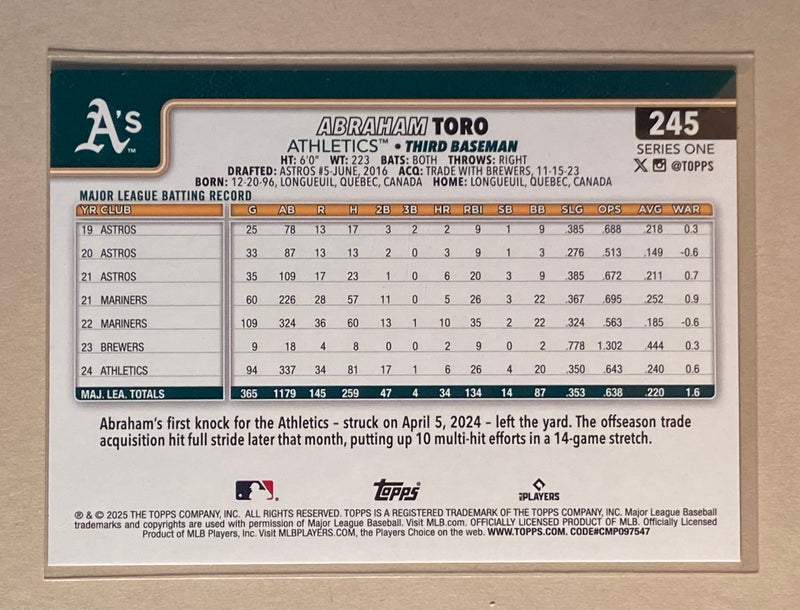 A's
™
ABRAHAM TORO
245
ATHLETICS™ • THIRD BASEMAN
SERIES ONE
HT: 6'0" WT: 223 BATS: BOTH THROWS: RIGHT
@TOPPS
DRAFTED: ASTROS #5-JUNE, 2016 ACQ: TRADE WITH BREWERS, 11-15-23
BORN: 12-20-96, LONGUEUIL, QUEBEC, CANADA HOME: LONGUEUIL, QUEBEC, CANADA
MAJOR LEAGUE BATTING RECORD
YR CLUB G AB R H 2B 3B HR RBI SB BB SLG OPS AVG WAR
19 ASTROS 25 78 13 17 3 2 2 9 1 9 .385 .688 .218 0.3
20 ASTROS 33 87 13 13 2 0 3 9 1 3 .276 .513 .149 -0.6
21 ASTROS 35 109 17 23 1 0 6 20 3 9 .385 .672 .211 0.7
21 MARINERS 60 226 28 57 11 0 5 26 3 22 .367 .695 .252 0.9
22 MARINERS 109 324 36 60 13 1 10 35 2 22 .324 .563 .185 -0.6
23 BREWERS 9 18 4 8 0 0 2 9 0 2 .778 1.302 .444 0.3
24 ATHLETICS 94 337 34 81 17 1 6 26 4 20 .350 .643 .240 0.6
MAJ. LEA. TOTALS 365 1179 145 259 47 4 34 134 14 87 .353 .638 .220 1.6
Abraham's first knock for the Athletics – struck on April 5, 2024 – left the yard. The offseason trade
acquisition hit full stride later that month, putting up 10 multi-hit efforts in a 14-game stretch.
topps
PLAYERS
® & © 2025 THE TOPPS COMPANY, INC. ALL RIGHTS RESERVED. TOPPS IS A REGISTERED TRADEMARK OF THE TOPPS COMPANY, INC. Major League Baseball
trademarks and copyrights are used with permission of Major League Baseball. Visit MLB.com. OFFICIALLY LICENSED PRODUCT OF MLB. Officially Licensed
Product of MLB Players, Inc. Visit MLBPLAYERS.COM, the Players Choice on the web. WWW.TOPPS.COM. CODE#CMP097547